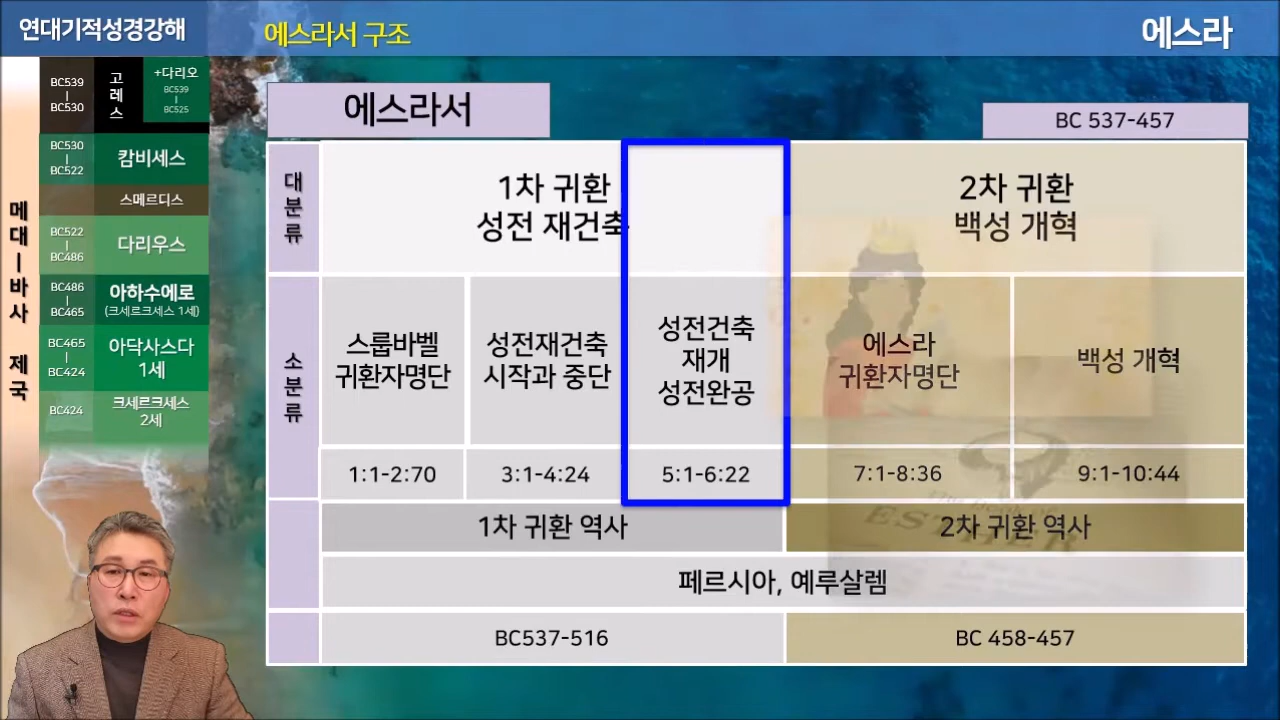 연대기적성경강해
에스라서 구조
에스라
BC539
|
BC530
고
레
스
+다리오
BC539
|
BC525
BC530
|
BC522
캄비세스
스메르디스
BC522
|
BC486
다리우스
BC486
|
BC465
아하수에로
(크세르크세스 1세)
BC465
|
BC424
아닥사스다
1세
BC424
크세르크세스
2세
메
대
ㅣ
바
사
제
국
에스라서
BC 537-457
대
분
류
1차 귀환
성전 재건축
2차 귀환
백성 개혁
소
분
류
스룹바벨
귀환자명단
성전재건축
시작과 중단
성전건축
재개
성전완공
에스라
귀환자명단
백성 개혁
1:1-2:70
3:1-4:24
5:1-6:22
7:1-8:36
9:1-10:44
1차 귀환 역사
2차 귀환 역사
The Book of
ESTHER
페르시아, 예루살렘
BC537-516
BC 458-457